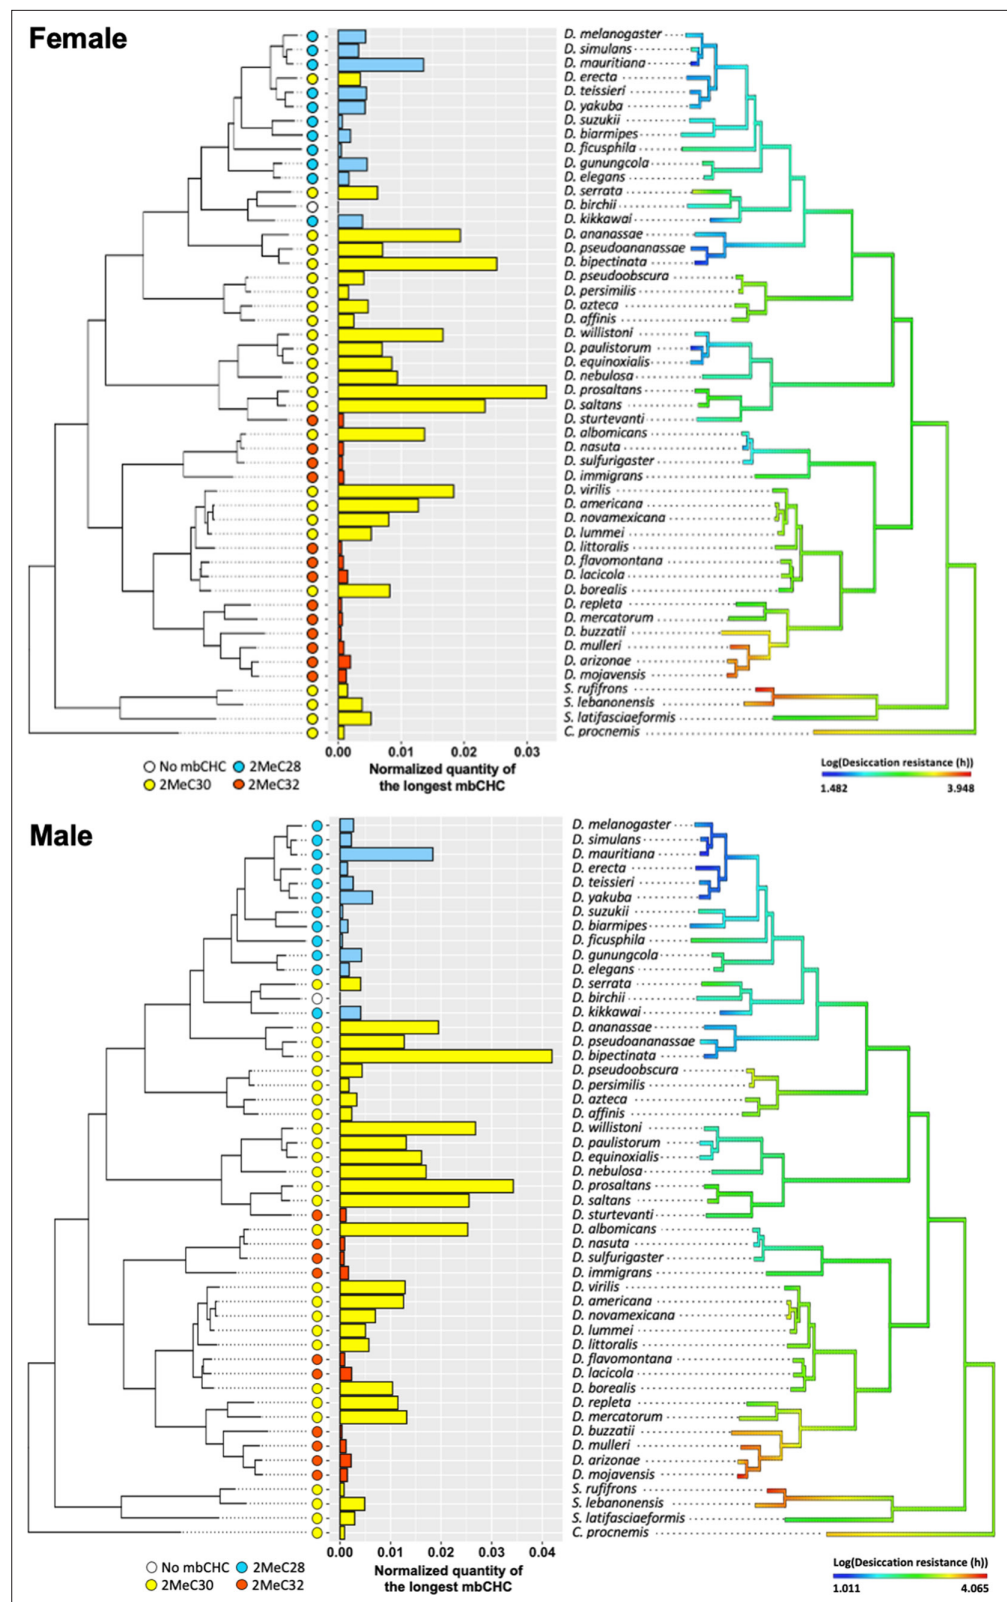 Female
D. melanogaster
D. simulans
D. mauritiana
D. erecta
D. teissieri
D. yakuba
D. suzukii
D. biarmipes
D. ficusphila
D. gunungcola
D. elegans
D. serrata
D. birchii
D. kikkawai
D. ananassae
D. pseudoananassae
D. bipectinata
D. pseudoobscura
D. persimilis
D. azteca
D. affinis
D. willistoni
D. paulistorum
D. equinoxialis
D. nebulosa
D. prosaltans
D. saltans
D. sturtevanti
D. albomicans
D. nasuta
D. sulfurigaster
D. immigrans
D. virilis
D. americana
D. novamexicana
D. lummei
D. littoralis
D. flavomontana
D. lacicola
D. borealis
D. repleta
D. mercatorum
D. buzzatii
D. mulleri
D. arizonae
D. mojavensis
S. rufifrons
S. lebanonensis
S. latifasciaeformis
C. procnemis
0.00 0.01 0.02 0.03
Normalized quantity of
the longest mbCHC
No mbCHC 2MeC28
2MeC30 2MeC32
Log(Desiccation resistance (h))
1.482 3.948
Male
D. melanogaster
D. simulans
D. mauritiana
D. erecta
D. teissieri
D. yakuba
D. suzukii
D. biarmipes
D. ficusphila
D. gunungcola
D. elegans
D. serrata
D. birchii
D. kikkawai
D. ananassae
D. pseudoananassae
D. bipectinata
D. pseudoobscura
D. persimilis
D. azteca
D. affinis
D. willistoni
D. paulistorum
D. equinoxialis
D. nebulosa
D. prosaltans
D. saltans
D. sturtevanti
D. albomicans
D. nasuta
D. sulfurigaster
D. immigrans
D. virilis
D. americana
D. novamexicana
D. lummei
D. littoralis
D. flavomontana
D. lacicola
D. borealis
D. repleta
D. mercatorum
D. buzzatii
D. mulleri
D. arizonae
D. mojavensis
S. rufifrons
S. lebanonensis
S. latifasciaeformis
C. procnemis
0.00 0.01 0.02 0.03 0.04
Normalized quantity of
the longest mbCHC
No mbCHC 2MeC28
2MeC30 2MeC32
Log(Desiccation resistance (h))
1.011 4.065